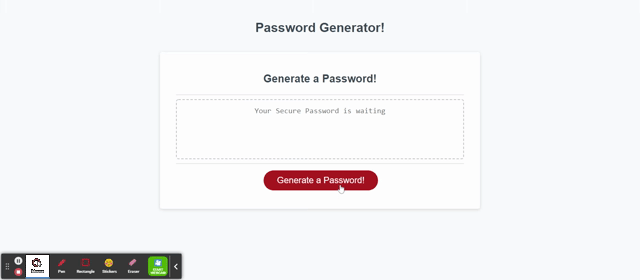 Password Generator!
Generate a Password!
Your Secure Password is waiting
Generate a Password!
Pen
Rectangle
Stickers
Eraser